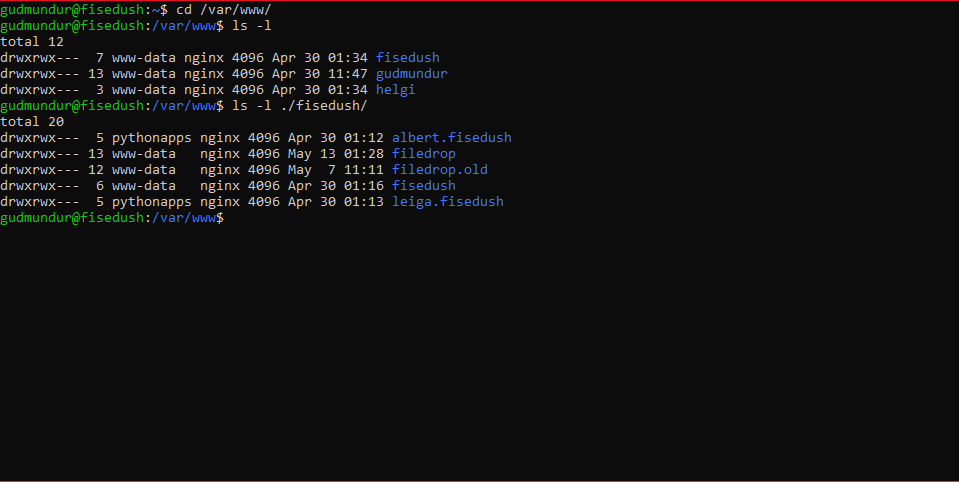 gudmundur@fisedush:~$ cd /var/www/
gudmundur@fisedush:/var/www$ ls -l
total 12
drwxrwx---  7 www-data nginx 4096 Apr 30 01:34 fisedush
drwxrwx--- 13 www-data nginx 4096 Apr 30 11:47 gudmundur
drwxrwx---  3 www-data nginx 4096 Apr 30 01:34 helgi
gudmundur@fisedush:/var/www$ ls -l ./fisedush/
total 20
drwxrwx---  5 pythonapps nginx 4096 Apr 30 01:12 albert.fisedush
drwxrwx--- 13 www-data   nginx 4096 May 13 01:28 filedrop
drwxrwx--- 12 www-data   nginx 4096 May  7 11:11 filedrop.old
drwxrwx---  6 www-data   nginx 4096 Apr 30 01:16 fisedush
drwxrwx---  5 pythonapps nginx 4096 Apr 30 01:13 leiga.fisedush
gudmundur@fisedush:/var/www$